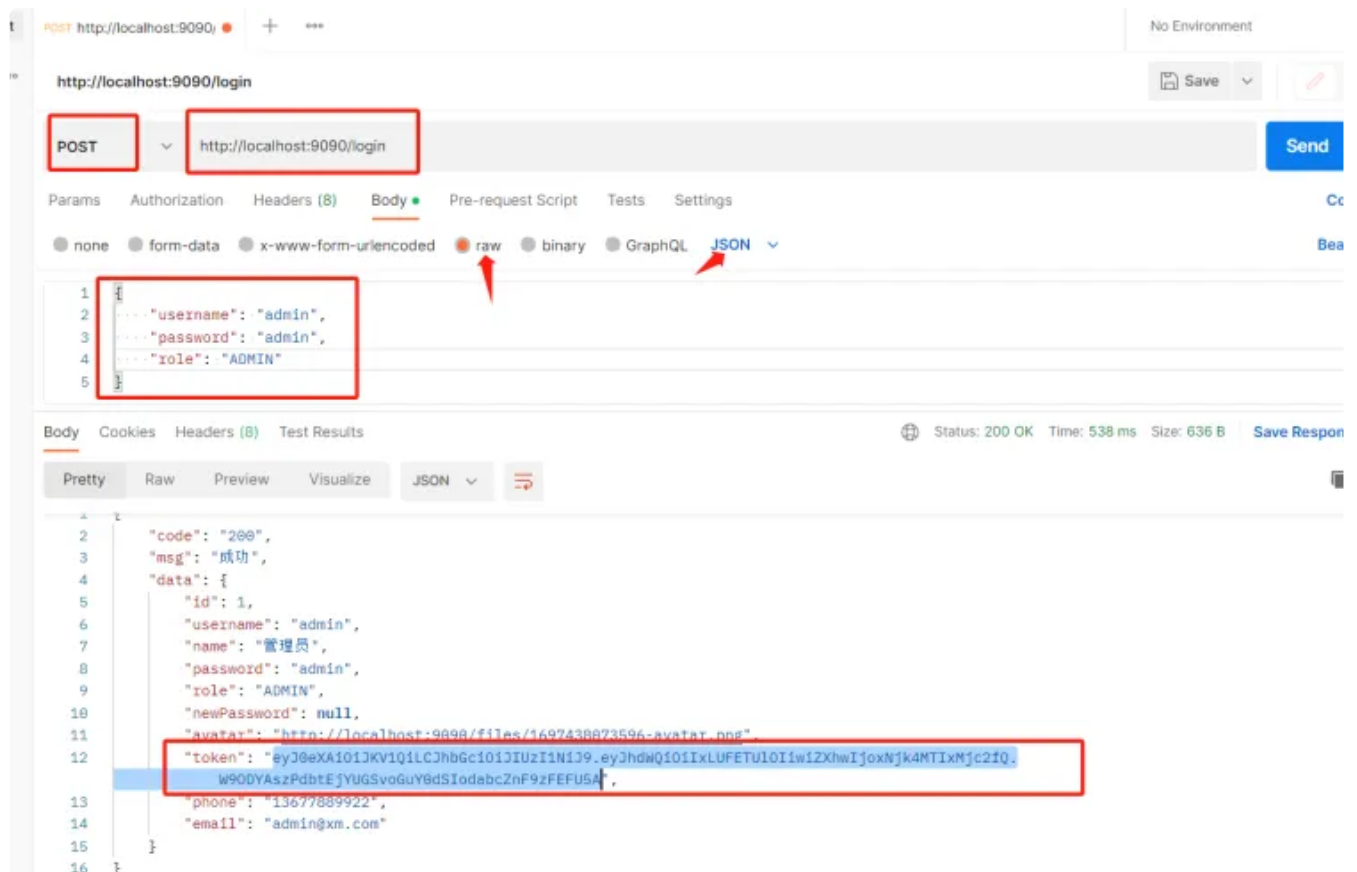 POST http://localhost:9090/
No Environment
http://localhost:9090/login
Save
POST
http://localhost:9090/login
Send
Params Authorization Headers (8) Body Pre-request Script Tests Settings
none form-data x-www-form-urlencoded raw binary GraphQL JSON
1 {
2 "username": "admin",
3 "password": "admin",
4 "role": "ADMIN"
5 }
Body Cookies Headers (8) Test Results
Status: 200 OK Time: 538 ms Size: 636 B Save Respon
Pretty Raw Preview Visualize JSON
1 {
2 "code": "200",
3 "msg": "成功",
4 "data": {
5 "id": 1,
6 "username": "admin",
7 "name": "管理员",
8 "password": "admin",
9 "role": "ADMIN",
10 "newPassword": null,
11 "avatar": "http://localhost:9090/files/1697438073596-avatar.png",
12 "token": "eyJ0eXAiOiJKV1QiLCJhbGciOiJIUzI1NiJ9.eyJhdWQiOiIxLUFETUlOIiwiZXhwIjoxNjk4MTIxMjc2fQ.
W9ODYAszPdbtEjYUGSvoGuY0dSIodabcZnF9zFEFU5A",
13 "phone": "13677889922",
14 "email": "admin@xm.com"
15 }
16 }